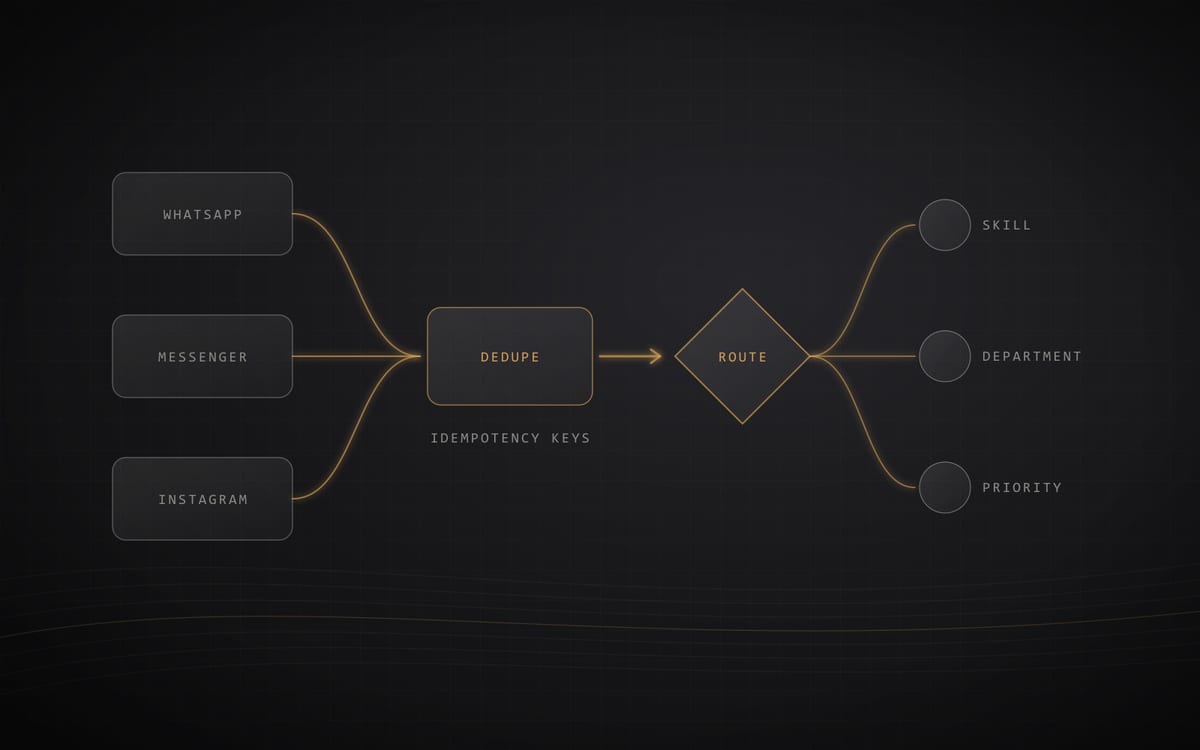 WHATSAPP
MESSENGER
INSTAGRAM
DEDUPE
IDEMPOTENCY KEYS
ROUTE
SKILL
DEPARTMENT
PRIORITY